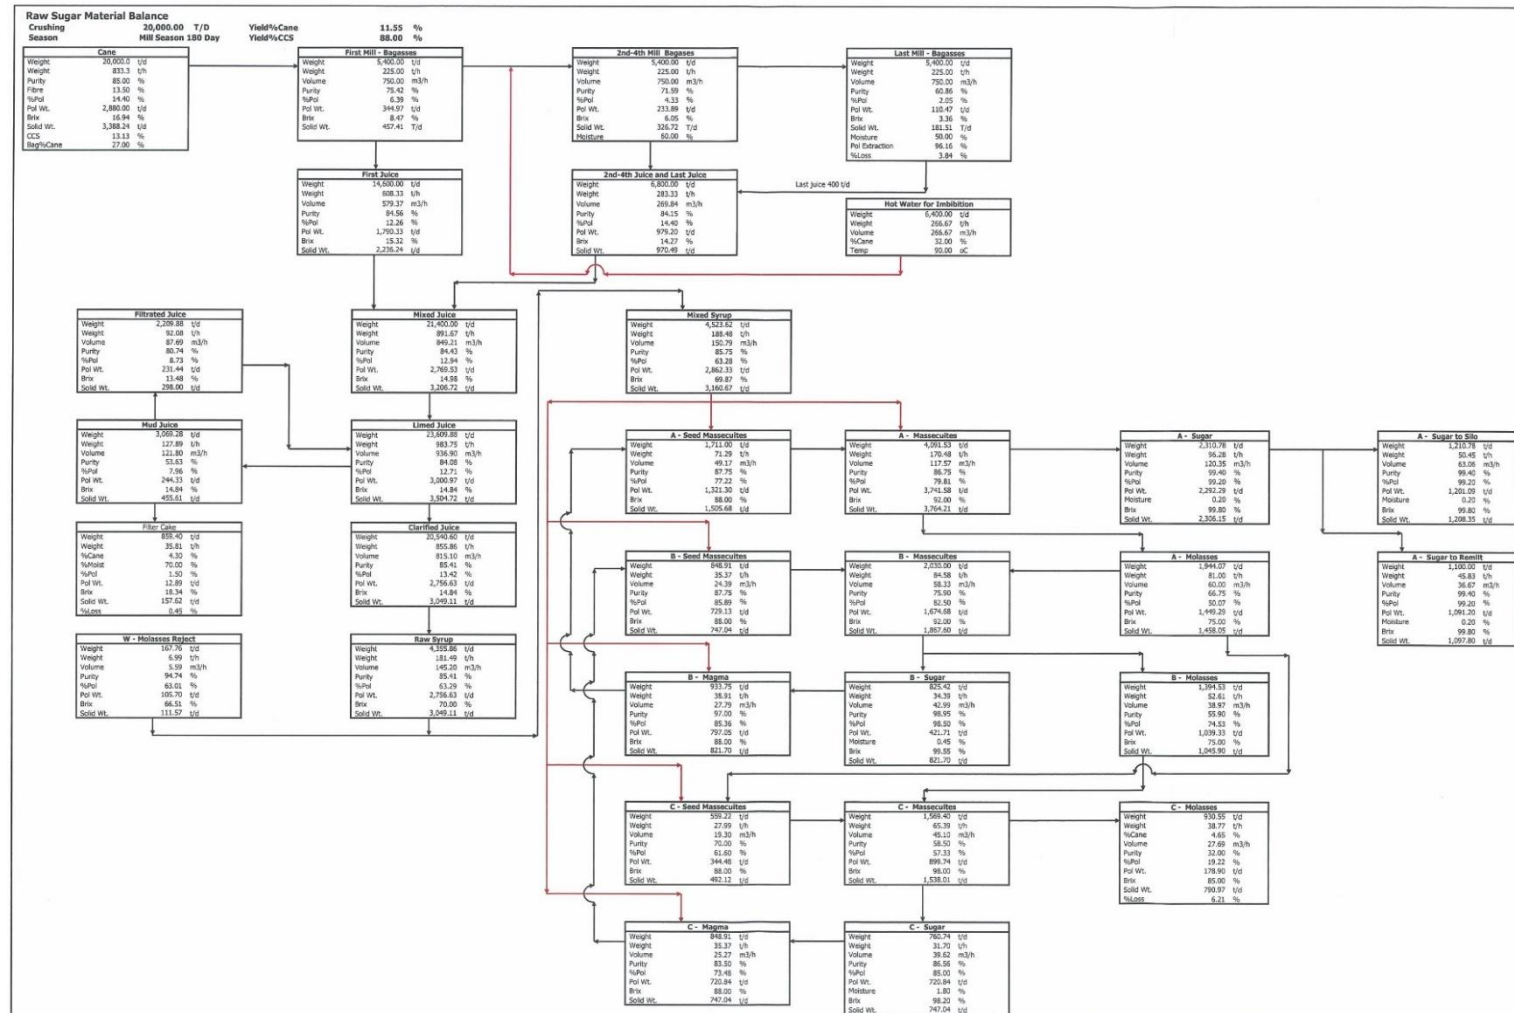 Raw Sugar Material Balance
Crushing 20,000.00 T/D Yield%Cane 11.55 %
Season Mill Season 180 Day Yield%CCS 88.00 %
Cane
Weight 20,000.0 t/d
Weight 833.3 t/h
Purity 85.00 %
Fibre 13.50 %
%Pol 14.40 %
Pol Wt. 2,880.00 t/d
Brix 16.94 %
Solid Wt. 3,388.24 t/d
CCS 13.13 %
Bag%Cane 27.00 %
First Mill - Bagasses
Weight 5,400.00 t/d
Weight 225.00 t/h
Volume 750.00 m3/h
Purity 75.42 %
%Pol 6.39 %
Pol Wt. 344.97 t/d
Brix 8.47 %
Solid Wt. 457.41 T/d
2nd-4th Mill Bagases
Weight 5,400.00 t/d
Weight 225.00 t/h
Volume 750.00 m3/h
Purity 71.59 %
%Pol 4.33 %
Pol Wt. 233.89 t/d
Brix 6.05 %
Solid Wt. 326.72 T/d
Moisture 60.00 %
Last Mill - Bagasses
Weight 5,400.00 t/d
Weight 225.00 t/h
Volume 750.00 m3/h
Purity 60.86 %
%Pol 2.05 %
Pol Wt. 110.47 t/d
Brix 3.36 %
Solid Wt. 181.51 T/d
Moisture 50.00 %
Pol Extraction 96.16 %
%Loss 3.84 %
First Juice
Weight 14,600.00 t/d
Weight 608.33 t/h
Volume 579.37 m3/h
Purity 84.56 %
%Pol 12.26 %
Pol Wt. 1,790.33 t/d
Brix 15.32 %
Solid Wt. 2,236.24 t/d
2nd-4th Juice and Last Juice
Weight 6,800.00 t/d
Weight 283.33 t/h
Volume 269.84 m3/h
Purity 84.15 %
%Pol 14.40 %
Pol Wt. 979.20 t/d
Brix 14.27 %
Solid Wt. 970.48 t/d
Last juice 400 t/d
Hot Water for Imbibition
Weight 6,400.00 t/d
Weight 266.67 t/h
Volume 266.67 m3/h
%Cane 32.00 %
Temp 90.00 oC
Filtrated Juice
Weight 2,209.88 t/d
Weight 92.08 t/h
Volume 87.69 m3/h
Purity 80.74 %
%Pol 8.73 %
Pol Wt. 231.44 t/d
Brix 13.48 %
Solid Wt. 298.00 t/d
Mixed Juice
Weight 21,400.00 t/d
Weight 891.67 t/h
Volume 849.21 m3/h
Purity 84.43 %
%Pol 12.94 %
Pol Wt. 2,769.53 t/d
Brix 14.98 %
Solid Wt. 3,206.72 t/d
Mixed Syrup
Weight 4,523.62 t/d
Weight 188.48 t/h
Volume 150.79 m3/h
Purity 85.75 %
%Pol 63.28 %
Pol Wt. 2,862.33 t/d
Brix 69.87 %
Solid Wt. 3,160.67 t/d
Mud Juice
Weight 3,069.28 t/d
Weight 127.89 t/h
Volume 121.80 m3/h
Purity 53.63 %
%Pol 7.96 %
Pol Wt. 244.33 t/d
Brix 14.84 %
Solid Wt. 455.61 t/d
Limed Juice
Weight 23,609.88 t/d
Weight 983.75 t/h
Volume 936.90 m3/h
Purity 84.08 %
%Pol 12.71 %
Pol Wt. 3,000.97 t/d
Brix 14.84 %
Solid Wt. 3,504.72 t/d
A - Seed Massecuites
Weight 1,711.00 t/d
Weight 71.29 t/h
Volume 49.17 m3/h
Purity 87.75 %
%Pol 77.22 %
Pol Wt. 1,321.30 t/d
Brix 88.00 %
Solid Wt. 1,505.68 t/d
A - Massecuites
Weight 4,091.53 t/d
Weight 170.48 t/h
Volume 117.57 m3/h
Purity 86.75 %
%Pol 79.81 %
Pol Wt. 3,741.58 t/d
Brix 92.00 %
Solid Wt. 3,764.21 t/d
A - Sugar
Weight 2,310.78 t/d
Weight 96.28 t/h
Volume 120.35 m3/h
Purity 99.40 %
%Pol 99.20 %
Pol Wt. 2,292.29 t/d
Moisture 0.20 %
Brix 99.80 %
Solid Wt. 2,306.15 t/d
A - Sugar to Silo
Weight 1,210.78 t/d
Weight 50.45 t/h
Volume 63.06 m3/h
Purity 99.40 %
%Pol 99.20 %
Pol Wt. 1,201.09 t/d
Moisture 0.20 %
Brix 99.80 %
Solid Wt. 1,208.35 t/d
Filter Cake
Weight 859.40 t/d
Weight 35.81 t/h
%Cane 4.30 %
%Moist 70.00 %
%Pol 1.50 %
Pol Wt. 12.89 t/d
Brix 18.34 %
Solid Wt. 157.62 t/d
%Loss 0.45 %
Clarified Juice
Weight 20,540.60 t/d
Weight 855.86 t/h
Volume 815.10 m3/h
Purity 85.41 %
%Pol 13.42 %
Pol Wt. 2,756.63 t/d
Brix 14.84 %
Solid Wt. 3,049.11 t/d
B - Seed Massecuites
Weight 848.91 t/d
Weight 35.37 t/h
Volume 24.39 m3/h
Purity 87.75 %
%Pol 85.89 %
Pol Wt. 729.13 t/d
Brix 88.00 %
Solid Wt. 747.04 t/d
B - Massecuites
Weight 2,030.00 t/d
Weight 84.58 t/h
Volume 58.33 m3/h
Purity 75.90 %
%Pol 82.50 %
Pol Wt. 1,674.68 t/d
Brix 92.00 %
Solid Wt. 1,867.60 t/d
A - Molasses
Weight 1,944.07 t/d
Weight 81.00 t/h
Volume 60.00 m3/h
Purity 66.75 %
%Pol 50.07 %
Pol Wt. 1,449.29 t/d
Brix 75.00 %
Solid Wt. 1,458.05 t/d
A - Sugar to Remlit
Weight 1,100.00 t/d
Weight 45.83 t/h
Volume 36.67 m3/h
Purity 99.40 %
%Pol 99.20 %
Pol Wt. 1,091.20 t/d
Moisture 0.20 %
Brix 99.80 %
Solid Wt. 1,097.80 t/d
W - Molasses Reject
Weight 167.76 t/d
Weight 6.99 t/h
Volume 5.59 m3/h
Purity 94.74 %
%Pol 63.01 %
Pol Wt. 105.70 t/d
Brix 66.51 %
Solid Wt. 111.57 t/d
Raw Syrup
Weight 4,355.86 t/d
Weight 181.49 t/h
Volume 145.20 m3/h
Purity 85.41 %
%Pol 63.29 %
Pol Wt. 2,756.63 t/d
Brix 70.00 %
Solid Wt. 3,049.11 t/d
B - Magma
Weight 933.75 t/d
Weight 38.91 t/h
Volume 27.79 m3/h
Purity 97.00 %
%Pol 85.36 %
Pol Wt. 797.05 t/d
Brix 88.00 %
Solid Wt. 821.70 t/d
B - Sugar
Weight 825.42 t/d
Weight 34.39 t/h
Volume 42.99 m3/h
Purity 98.95 %
%Pol 98.50 %
Pol Wt. 421.71 t/d
Moisture 0.45 %
Brix 99.55 %
Solid Wt. 821.70 t/d
B - Molasses
Weight 1,394.53 t/d
Weight 52.61 t/h
Volume 38.97 m3/h
Purity 55.90 %
%Pol 74.53 %
Pol Wt. 1,039.33 t/d
Brix 75.00 %
Solid Wt. 1,045.90 t/d
C - Seed Massecuites
Weight 559.22 t/d
Weight 27.99 t/h
Volume 19.30 m3/h
Purity 70.00 %
%Pol 61.60 %
Pol Wt. 344.48 t/d
Brix 88.00 %
Solid Wt. 492.12 t/d
C - Massecuites
Weight 1,569.40 t/d
Weight 65.39 t/h
Volume 45.10 m3/h
Purity 58.50 %
%Pol 57.33 %
Pol Wt. 899.74 t/d
Brix 98.00 %
Solid Wt. 1,538.01 t/d
C - Molasses
Weight 930.55 t/d
Weight 38.77 t/h
%Cane 4.65 %
Volume 27.69 m3/h
Purity 32.00 %
%Pol 19.22 %
Pol Wt. 178.90 t/d
Brix 85.00 %
Solid Wt. 790.97 t/d
%Loss 6.21 %
C - Magma
Weight 848.91 t/d
Weight 35.37 t/h
Volume 25.27 m3/h
Purity 83.50 %
%Pol 73.48 %
Pol Wt. 720.84 t/d
Brix 88.00 %
Solid Wt. 747.04 t/d
C - Sugar
Weight 760.74 t/d
Weight 31.70 t/h
Volume 39.62 m3/h
Purity 86.56 %
%Pol 85.00 %
Pol Wt. 720.84 t/d
Moisture 1.80 %
Brix 98.20 %
Solid Wt. 747.04 t/d